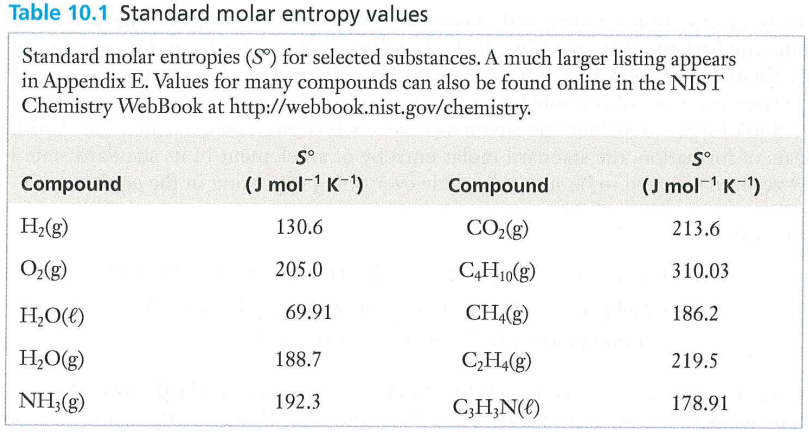 Table 10.1 Standard molar entropy values
Standard molar entropies (S°) for selected substances. A much larger listing appears
in Appendix E. Values for many compounds can also be found online in the NIST
Chemistry WebBook at http://webbook.nist.gov/chemistry.
Compound S° (J mol⁻¹ K⁻¹) Compound S° (J mol⁻¹ K⁻¹)
H₂(g) 130.6 CO₂(g) 213.6
O₂(g) 205.0 C₄H₁₀(g) 310.03
H₂O(ℓ) 69.91 CH₄(g) 186.2
H₂O(g) 188.7 C₂H₄(g) 219.5
NH₃(g) 192.3 C₃H₃N(ℓ) 178.91